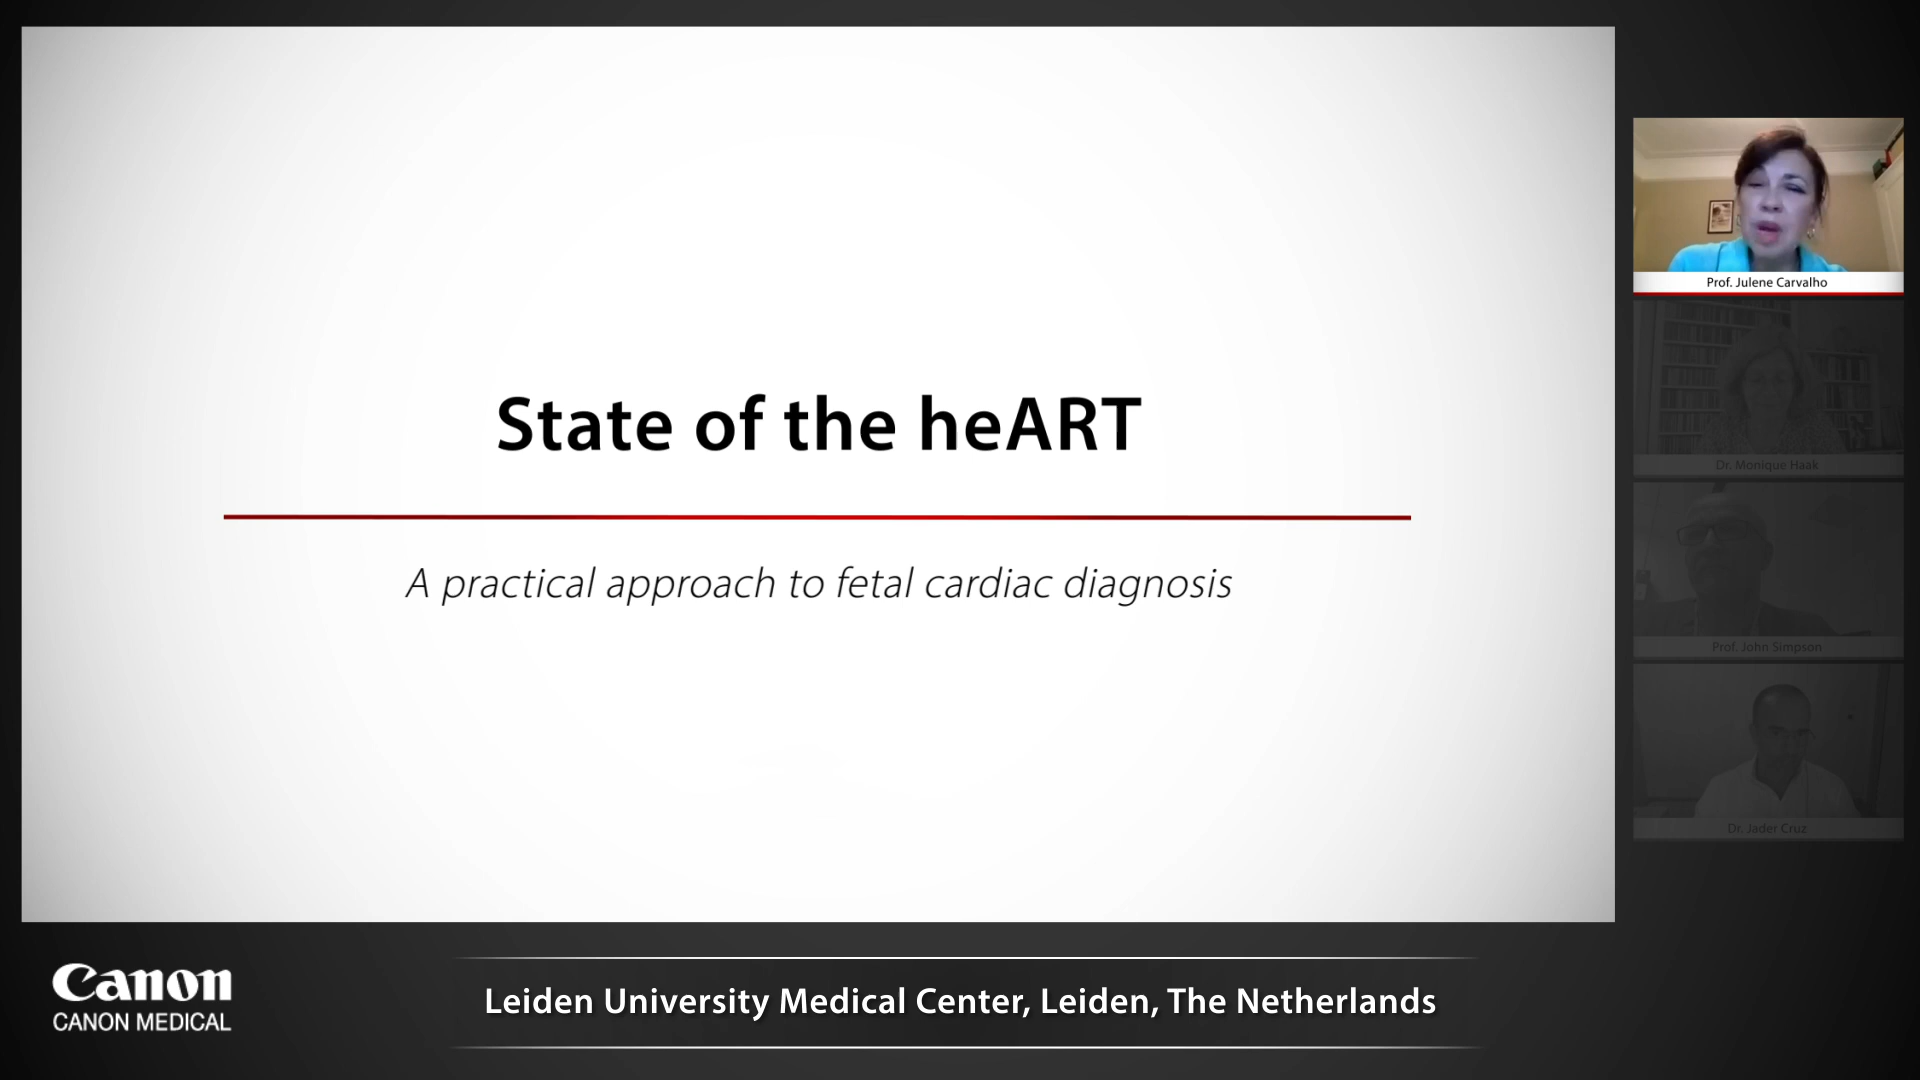 State of the heART
A practical approach to fetal cardiac diagnosis
Prof. Julene Carvalho
Dr. Monique Haak
Prof. John Simpson
Dr. Jader Cruz
Canon
CANON MEDICAL
Leiden University Medical Center, Leiden, The Netherlands